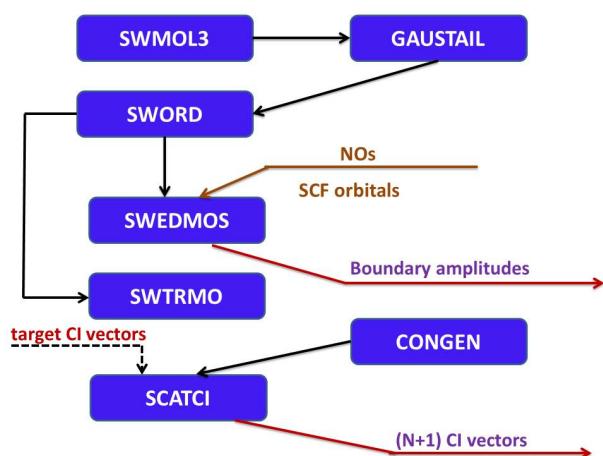 SWMOL3
GAUSTAIL
SWORD
NOs
SCF orbitals
SWEDMOS
Boundary amplitudes
SWTRMO
target CI vectors
CONGEN
SCATCI
(N+1) CI vectors